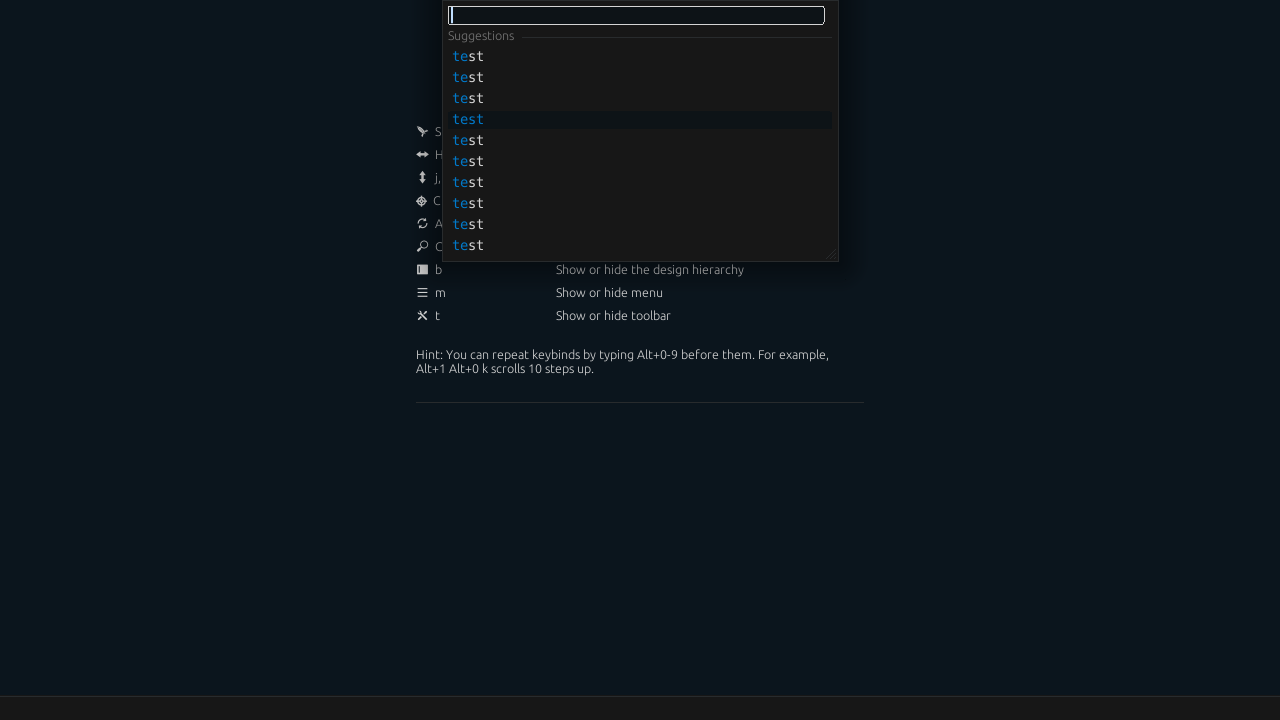 Suggestions
test
test
test
test
test
test
test
test
test
test
S
H
j,
C
A
C
b Show or hide the design hierarchy
m Show or hide menu
t Show or hide toolbar
Hint: You can repeat keybinds by typing Alt+0-9 before them. For example,
Alt+1 Alt+0 k scrolls 10 steps up.